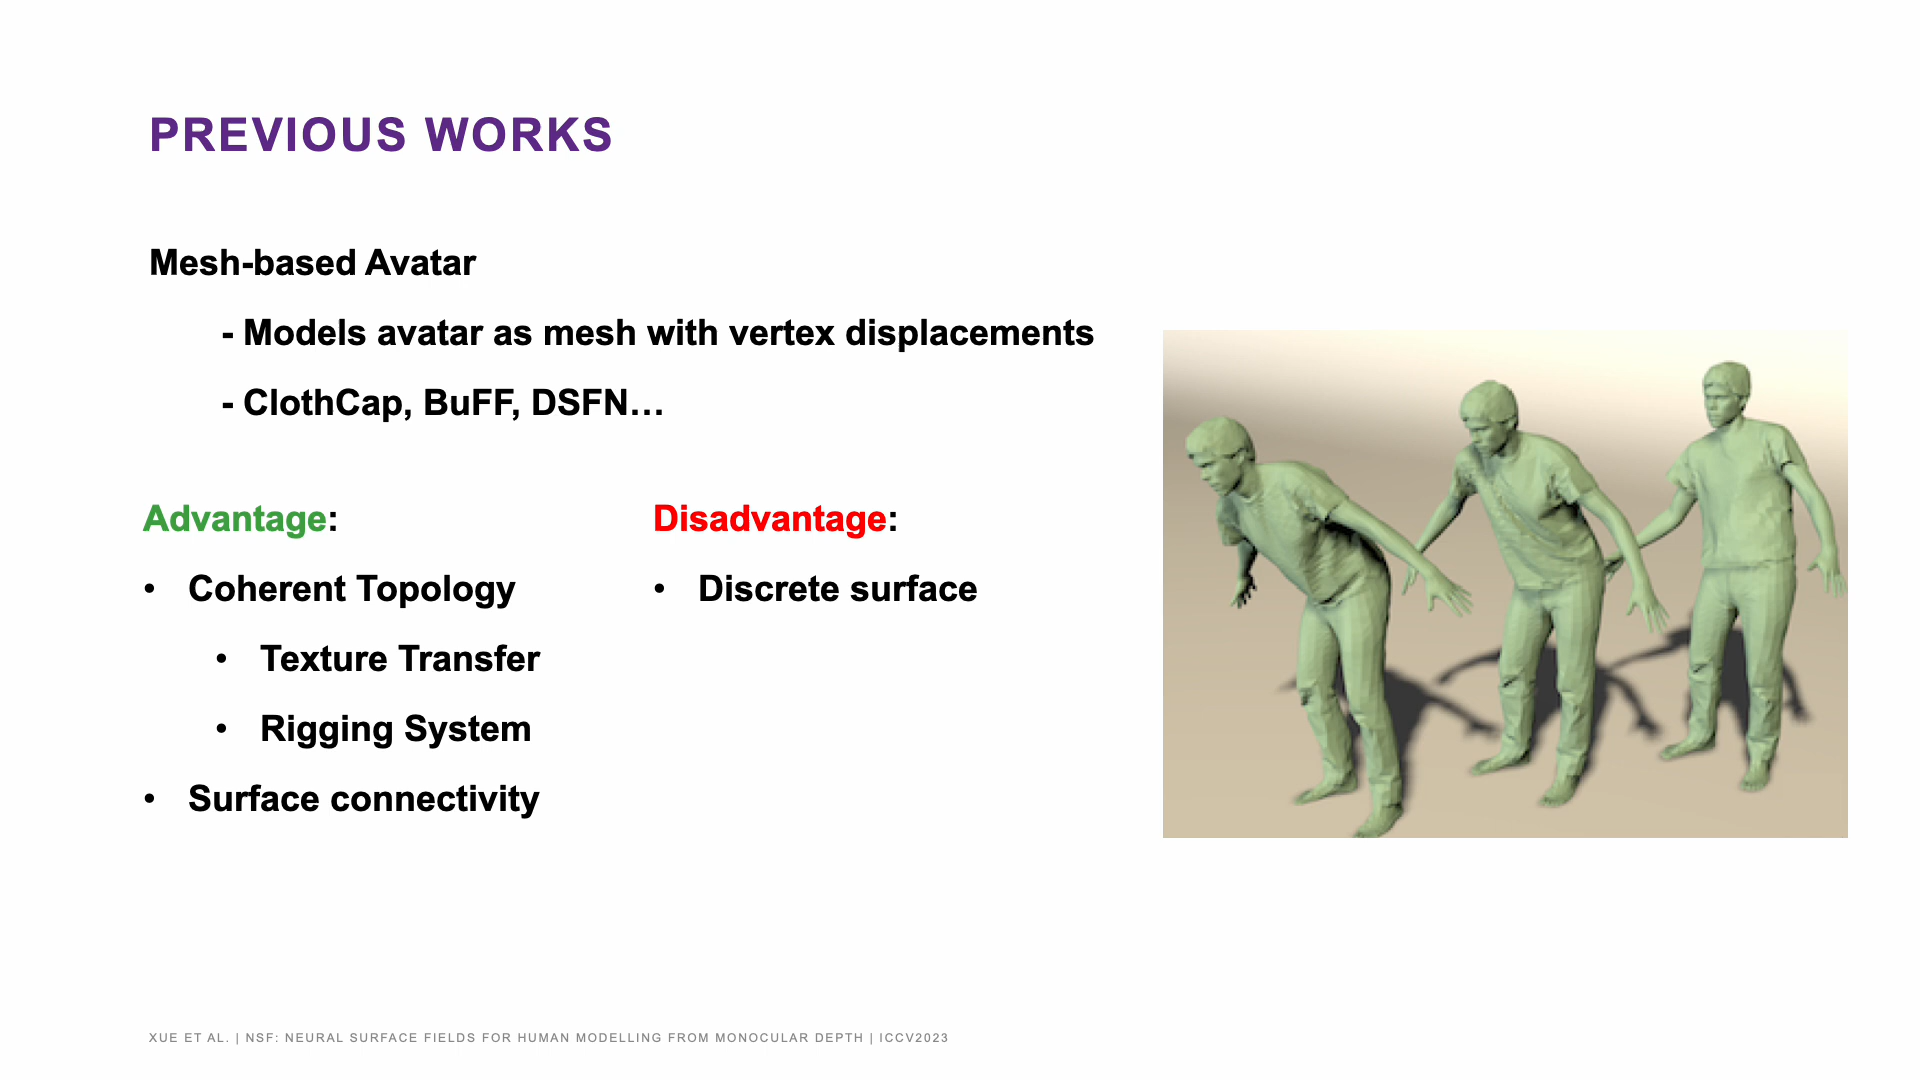 PREVIOUS WORKS
Mesh-based Avatar
- Models avatar as mesh with vertex displacements
- ClothCap, BuFF, DSFN…
Advantage:
• Coherent Topology
• Texture Transfer
• Rigging System
• Surface connectivity
Disadvantage:
• Discrete surface
XUE ET AL. | NSF: NEURAL SURFACE FIELDS FOR HUMAN MODELLING FROM MONOCULAR DEPTH | ICCV2023